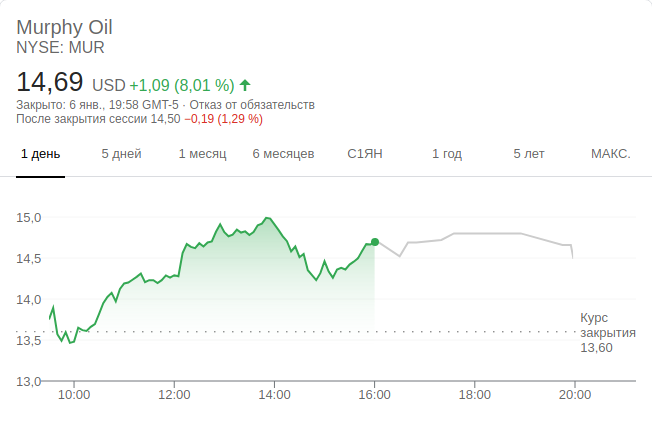 Murphy Oil
NYSE: MUR
14,69 USD +1,09 (8,01 %)
Закрыто: 6 янв., 19:58 GMT-5 · Отказ от обязательств
После закрытия сессии 14,50 −0,19 (1,29 %)
1 день 5 дней 1 месяц 6 месяцев С1ЯН 1 год 5 лет МАКС.
15,0
14,5
14,0
13,5
13,0
Курс
закрытия
13,60
10:00 12:00 14:00 16:00 18:00 20:00